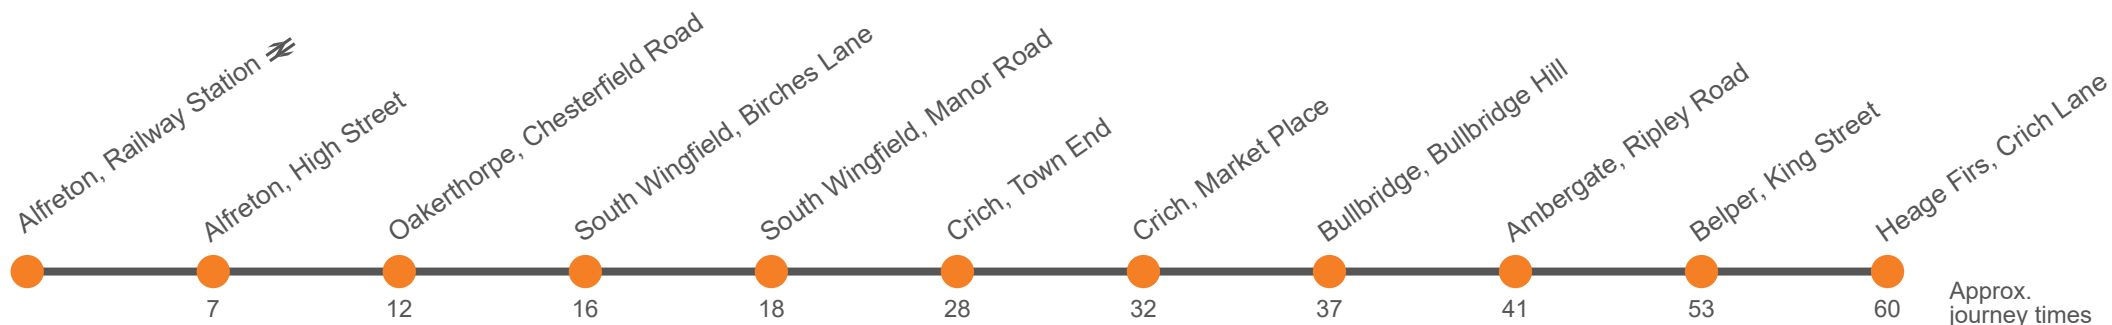 Alfreton, Railway Station
Alfreton, High Street
Oakerthorpe, Chesterfield Road
South Wingfield, Birches Lane
South Wingfield, Manor Road
Crich, Town End
Crich, Market Place
Bullbridge, Bullbridge Hill
Ambergate, Ripley Road
Belper, King Street
Heage Firs, Crich Lane
7 12 16 18 28 32 37 41 53 60
Approx.
journey times